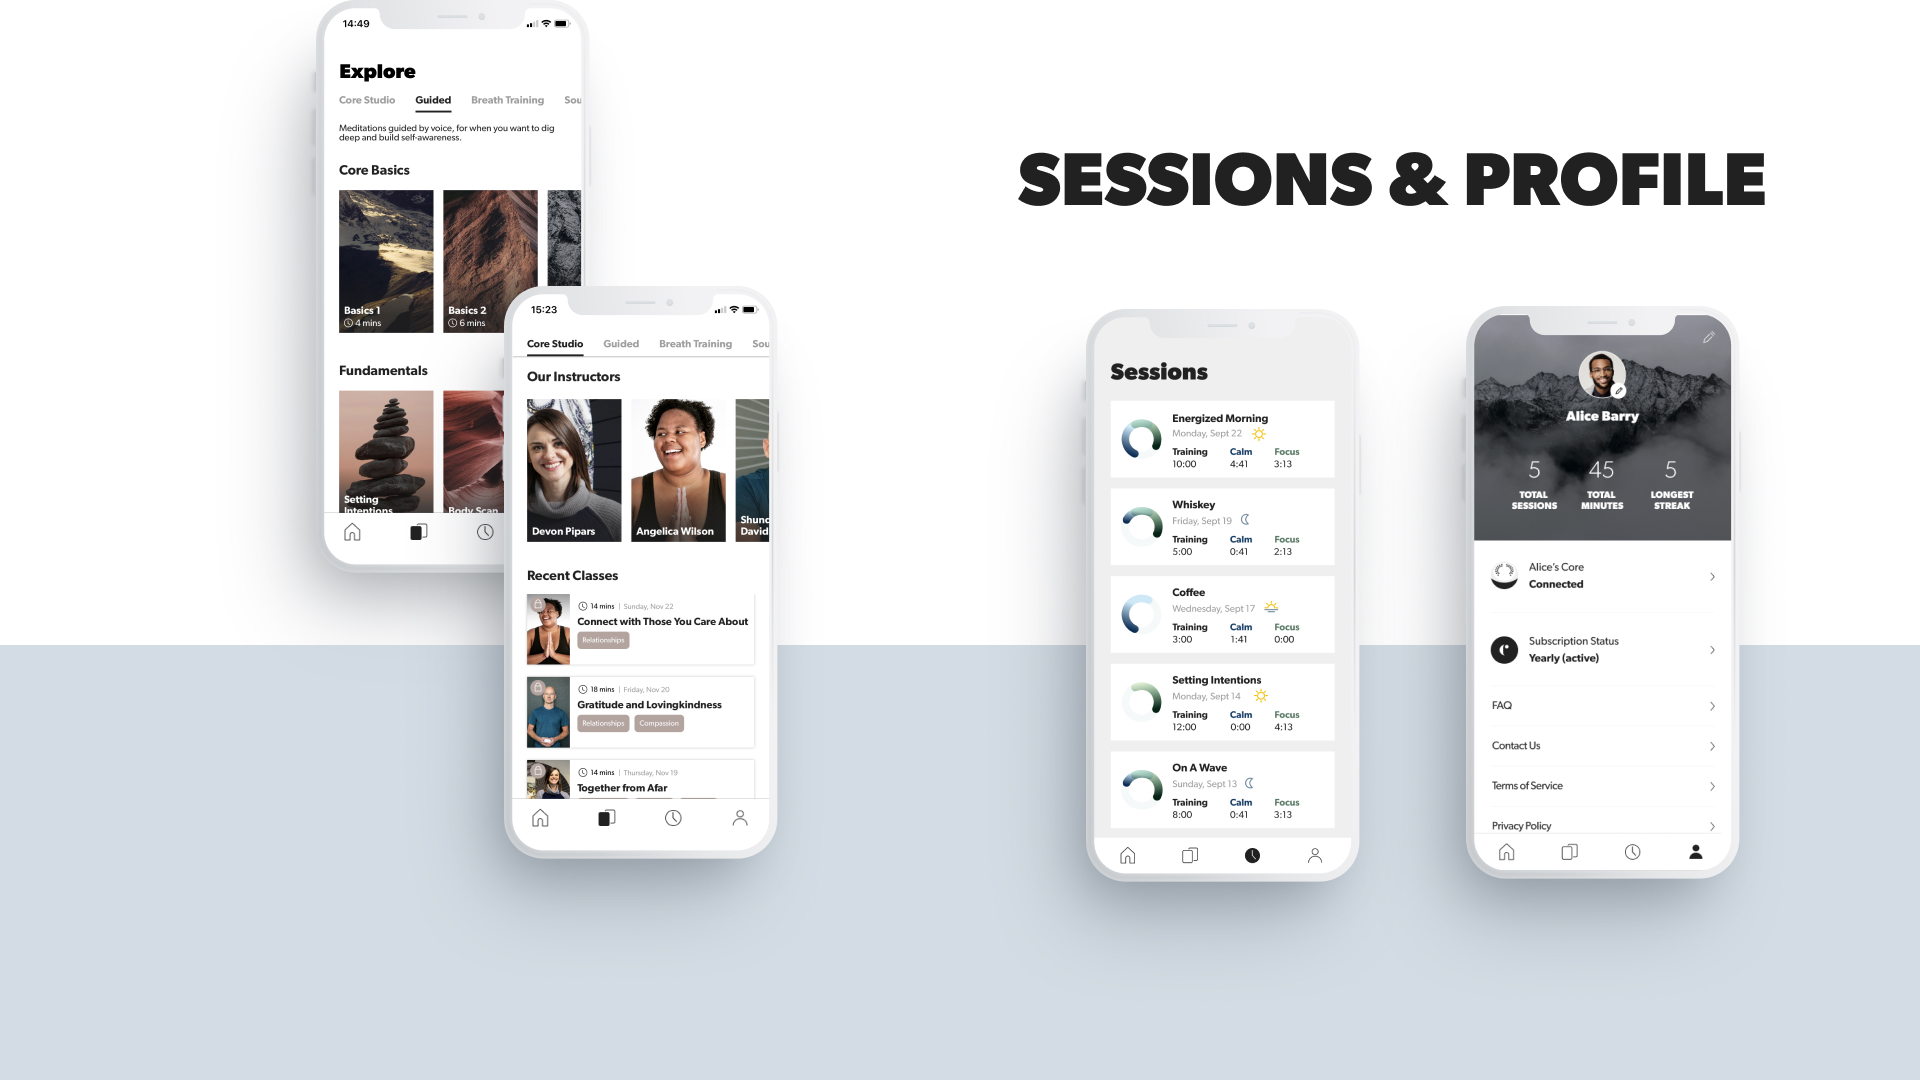 14:49
Explore
Core Studio Guided Breath Training Sou
Meditations guided by voice, for when you want to dig
deep and build self-awareness.
Core Basics
Basics 1
4 mins
Basics 2
6 mins
Fundamentals
Setting
Intentions
Body Scan
15:23
Core Studio Guided Breath Training Sou
Our Instructors
Devon Pipars
Angelica Wilson
Shunc
David
Recent Classes
14 mins | Sunday, Nov 22
Connect with Those You Care About
Relationships
18 mins | Friday, Nov 20
Gratitude and Lovingkindness
Relationships Compassion
14 mins | Thursday, Nov 19
Together from Afar
SESSIONS & PROFILE
Sessions
Energized Morning
Monday, Sept 22
Training Calm Focus
10:00 4:41 3:13
Whiskey
Friday, Sept 19
Training Calm Focus
5:00 0:41 2:13
Coffee
Wednesday, Sept 17
Training Calm Focus
3:00 1:41 0:00
Setting Intentions
Monday, Sept 14
Training Calm Focus
12:00 0:00 4:13
On A Wave
Sunday, Sept 13
Training Calm Focus
8:00 0:41 3:13
Alice Barry
5 45 5
TOTAL TOTAL LONGEST
SESSIONS MINUTES STREAK
Alice's Core
Connected
Subscription Status
Yearly (active)
FAQ
Contact Us
Terms of Service
Privacy Policy